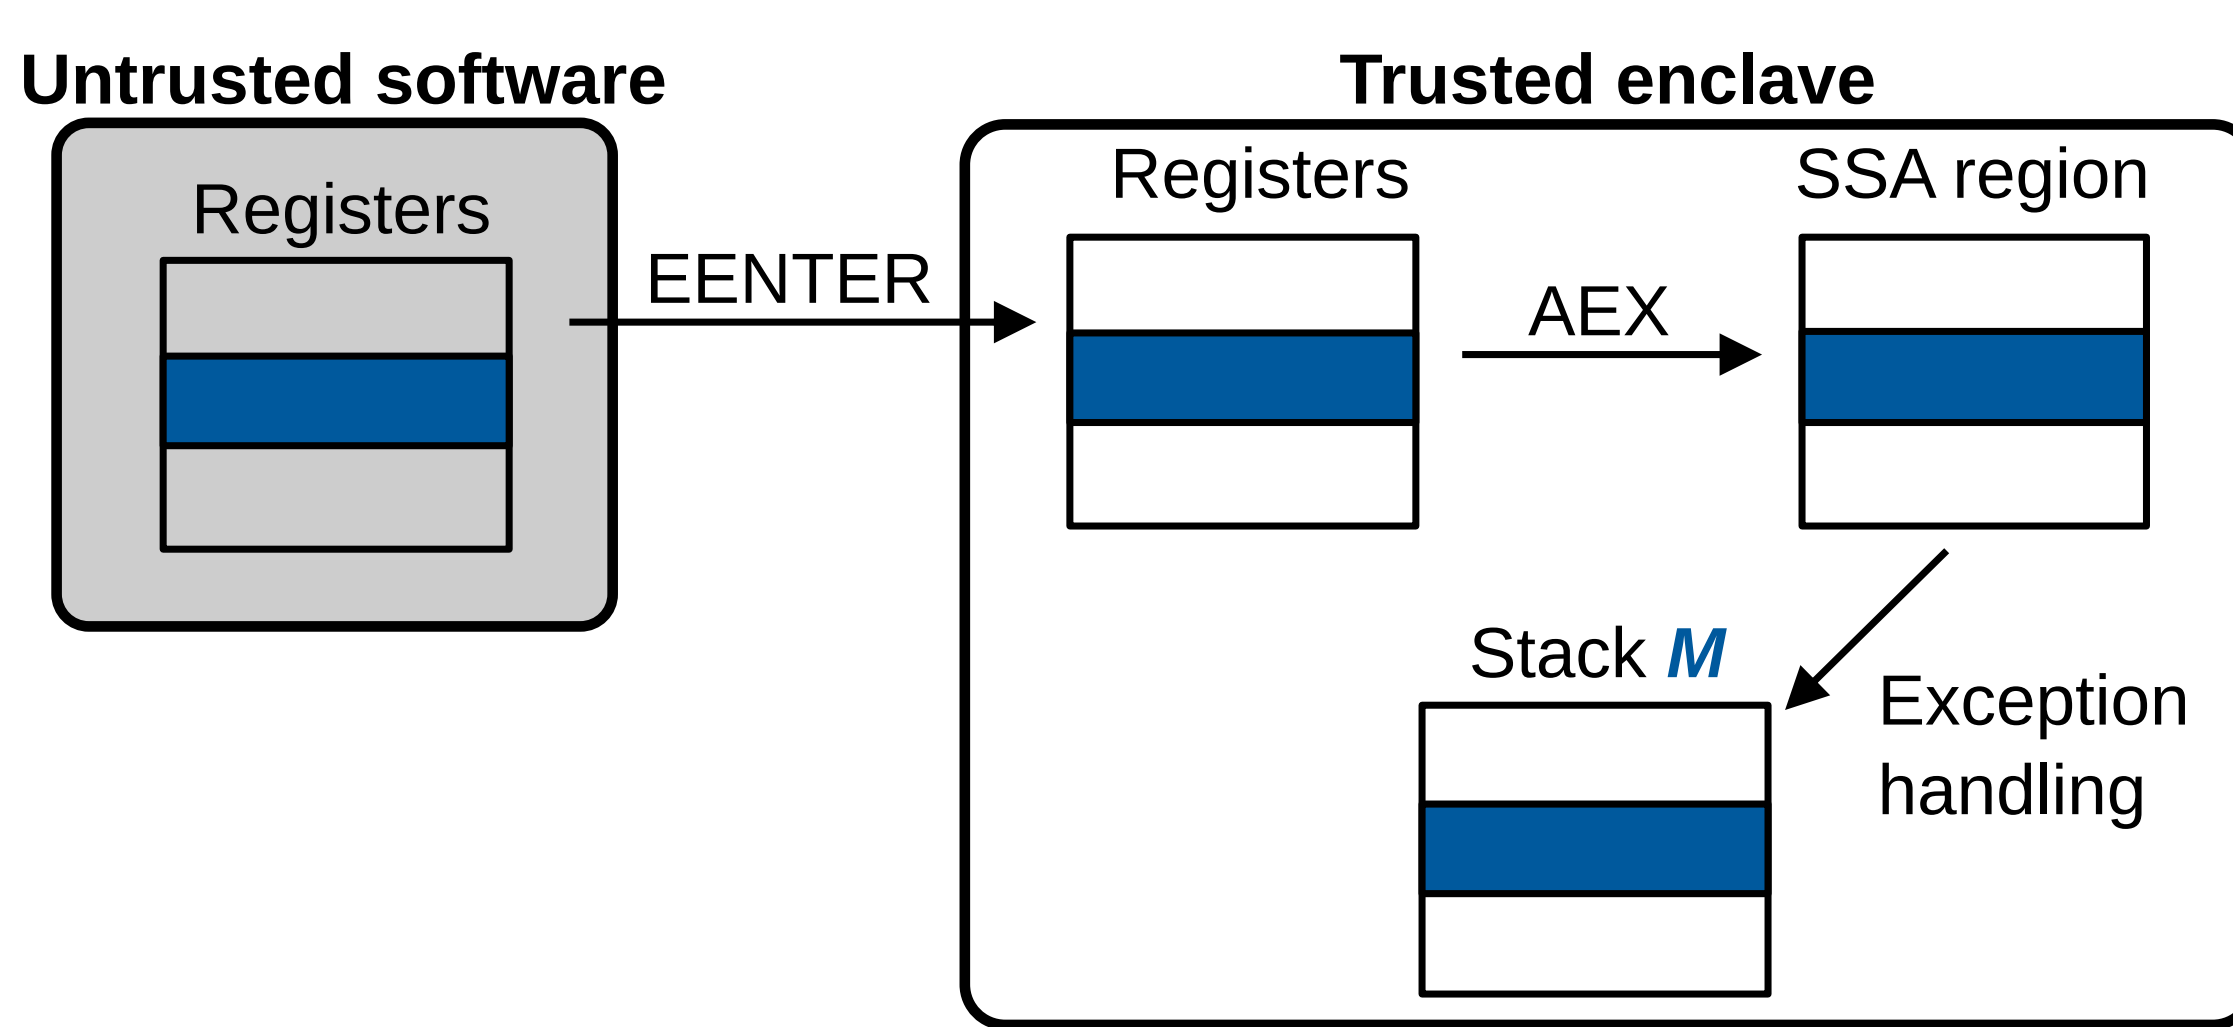 Untrusted software
Registers
EENTER
Trusted enclave
Registers
SSA region
AEX
Stack M
Exception
handling